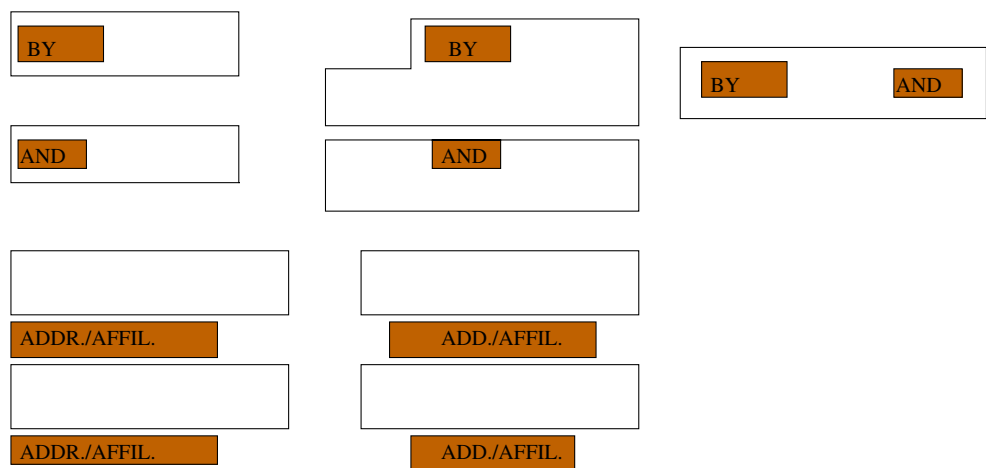 BY
BY
BY AND
AND
AND
ADDR./AFFIL.
ADD./AFFIL.
ADDR./AFFIL.
ADD./AFFIL.